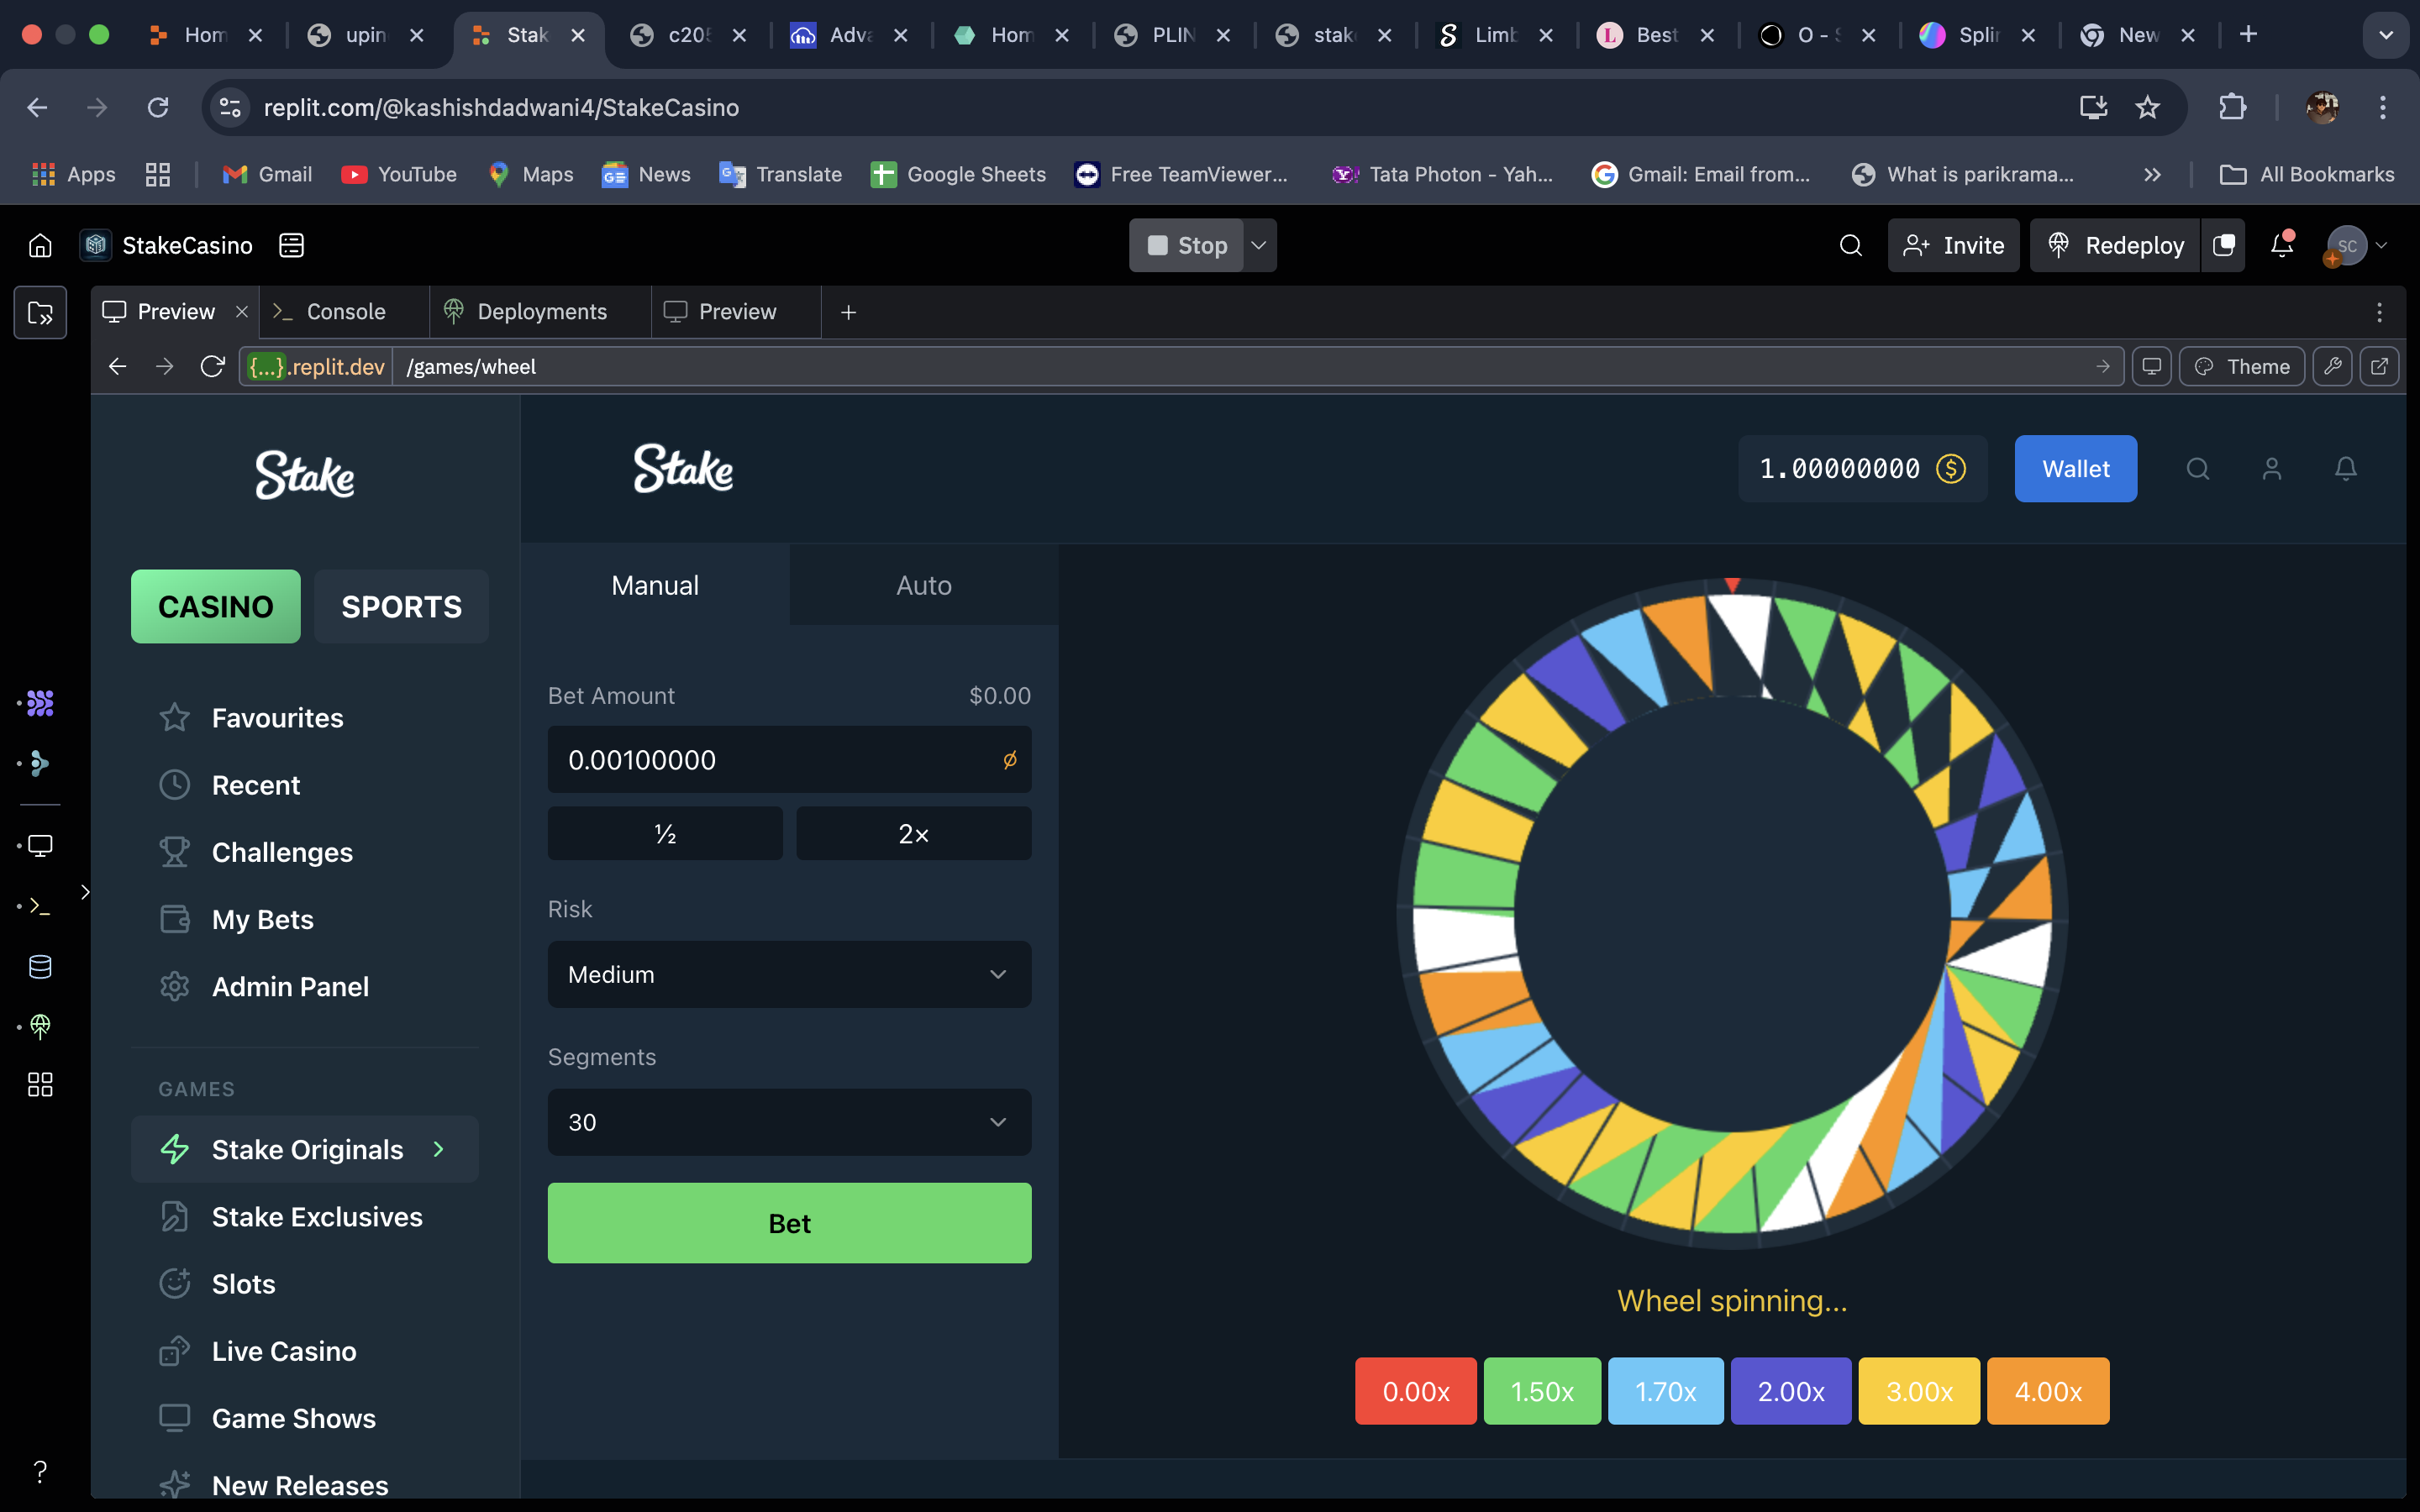 Hom
upin
Stak
c205
Adva
Hom
PLIN
stak
Limb
Best
O - S
Splin
New
replit.com/@kashishdadwani4/StakeCasino
Apps
Gmail
YouTube
Maps
News
Translate
Google Sheets
Free TeamViewer...
Tata Photon - Yah...
Gmail: Email from...
What is parikrama...
All Bookmarks
StakeCasino
Stop
Invite
Redeploy
SC
Preview
Console
Deployments
Preview
{...}.replit.dev
/games/wheel
Theme
Stake
Stake
1.00000000
Wallet
CASINO
SPORTS
Favourites
Recent
Challenges
My Bets
Admin Panel
GAMES
Stake Originals
Stake Exclusives
Slots
Live Casino
Game Shows
New Releases
Manual
Auto
Bet Amount
$0.00
0.00100000
½
2×
Risk
Medium
Segments
30
Bet
Wheel spinning...
0.00x
1.50x
1.70x
2.00x
3.00x
4.00x